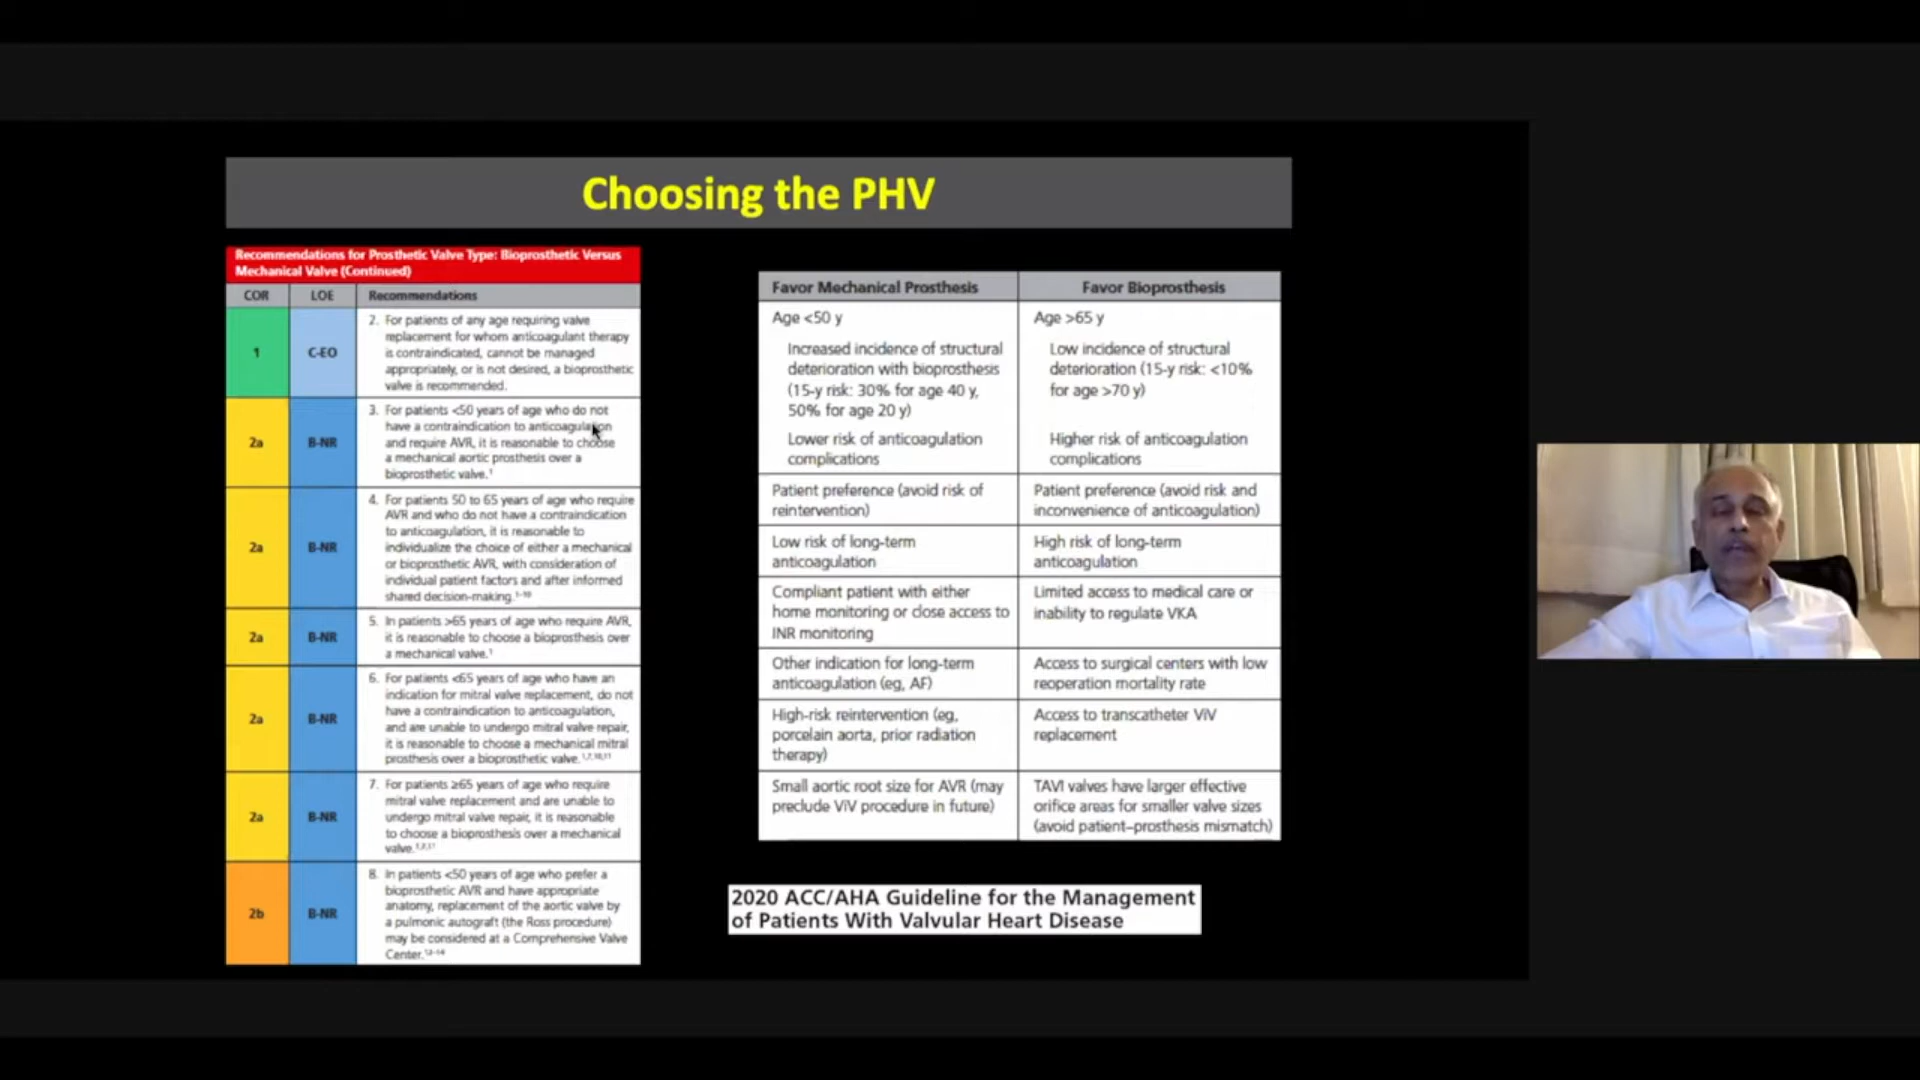 Choosing the PHV
Recommendations for Prosthetic Valve Type: Bioprosthetic Versus
Mechanical Valve (Continued)
COR LOE Recommendations
1 C-EO
2. For patients of any age requiring valve
replacement for whom anticoagulant therapy
is contraindicated, cannot be managed
appropriately, or is not desired, a bioprosthetic
valve is recommended.
2a B-NR
3. For patients <50 years of age who do not
have a contraindication to anticoagulation
and require AVR, it is reasonable to choose
a mechanical aortic prosthesis over a
bioprosthetic valve.1
2a B-NR
4. For patients 50 to 65 years of age who require
AVR and who do not have a contraindication
to anticoagulation, it is reasonable to
individualize the choice of either a mechanical
or bioprosthetic AVR, with consideration of
individual patient factors and after informed
shared decision-making.1-10
2a B-NR
5. In patients >65 years of age who require AVR,
it is reasonable to choose a bioprosthesis over
a mechanical valve.1
2a B-NR
6. For patients <65 years of age who have an
indication for mitral valve replacement, do not
have a contraindication to anticoagulation,
and are unable to undergo mitral valve repair,
it is reasonable to choose a mechanical mitral
prosthesis over a bioprosthetic valve.
2a B-NR
7. For patients ≥65 years of age who require
mitral valve replacement and are unable to
undergo mitral valve repair, it is reasonable
to choose a bioprosthesis over a mechanical
valve.
2b B-NR
8. In patients <50 years of age who prefer a
bioprosthetic AVR and have appropriate
anatomy, replacement of the aortic valve by
a pulmonic autograft (the Ross procedure)
may be considered at a Comprehensive Valve
Center.
Favor Mechanical Prosthesis
Favor Bioprosthesis
Age <50 y
Increased incidence of structural
deterioration with bioprosthesis
(15-y risk: 30% for age 40 y,
50% for age 20 y)
Lower risk of anticoagulation
complications
Age >65 y
Low incidence of structural
deterioration (15-y risk: <10%
for age >70 y)
Higher risk of anticoagulation
complications
Patient preference (avoid risk of
reintervention)
Patient preference (avoid risk and
inconvenience of anticoagulation)
Low risk of long-term
anticoagulation
High risk of long-term
anticoagulation
Compliant patient with either
home monitoring or close access to
INR monitoring
Limited access to medical care or
inability to regulate VKA
Other indication for long-term
anticoagulation (eg, AF)
Access to surgical centers with low
reoperation mortality rate
High-risk reintervention (eg,
porcelain aorta, prior radiation
therapy)
Access to transcatheter ViV
replacement
Small aortic root size for AVR (may
preclude ViV procedure in future)
TAVI valves have larger effective
orifice areas for smaller valve sizes
(avoid patient–prosthesis mismatch)
2020 ACC/AHA Guideline for the Management
of Patients With Valvular Heart Disease